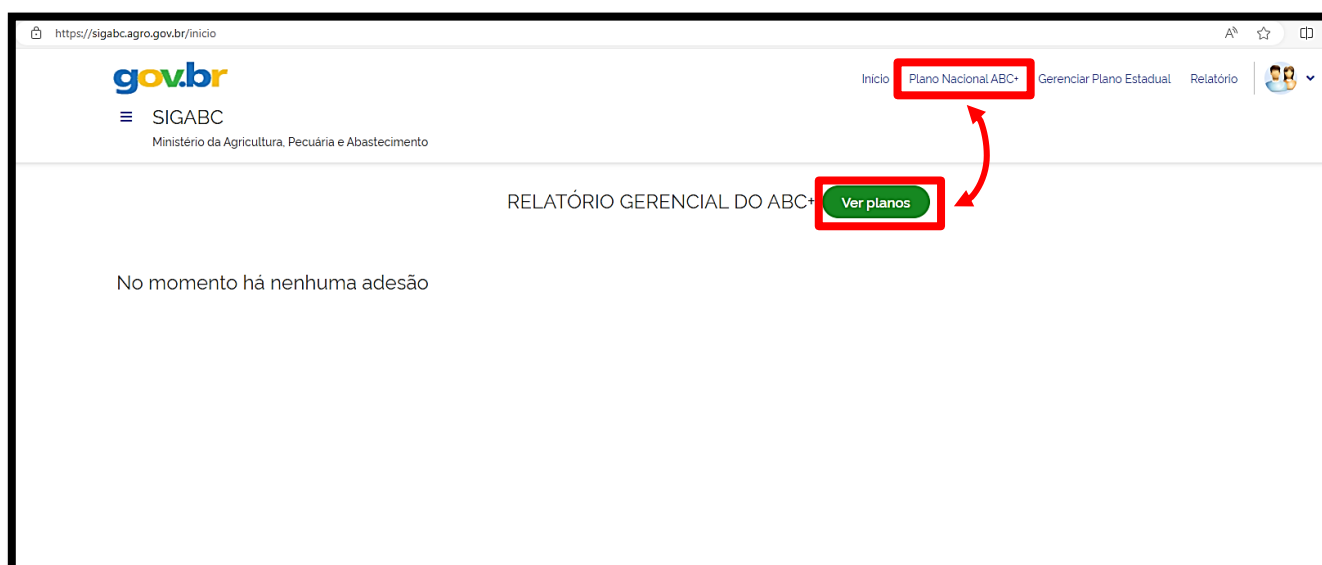 https://sigabc.agro.gov.br/inicio
gov.br
Início Plano Nacional ABC+ Gerenciar Plano Estadual Relatório
SIGABC
Ministério da Agricultura, Pecuária e Abastecimento
RELATÓRIO GERENCIAL DO ABC+ Ver planos
No momento há nenhuma adesão